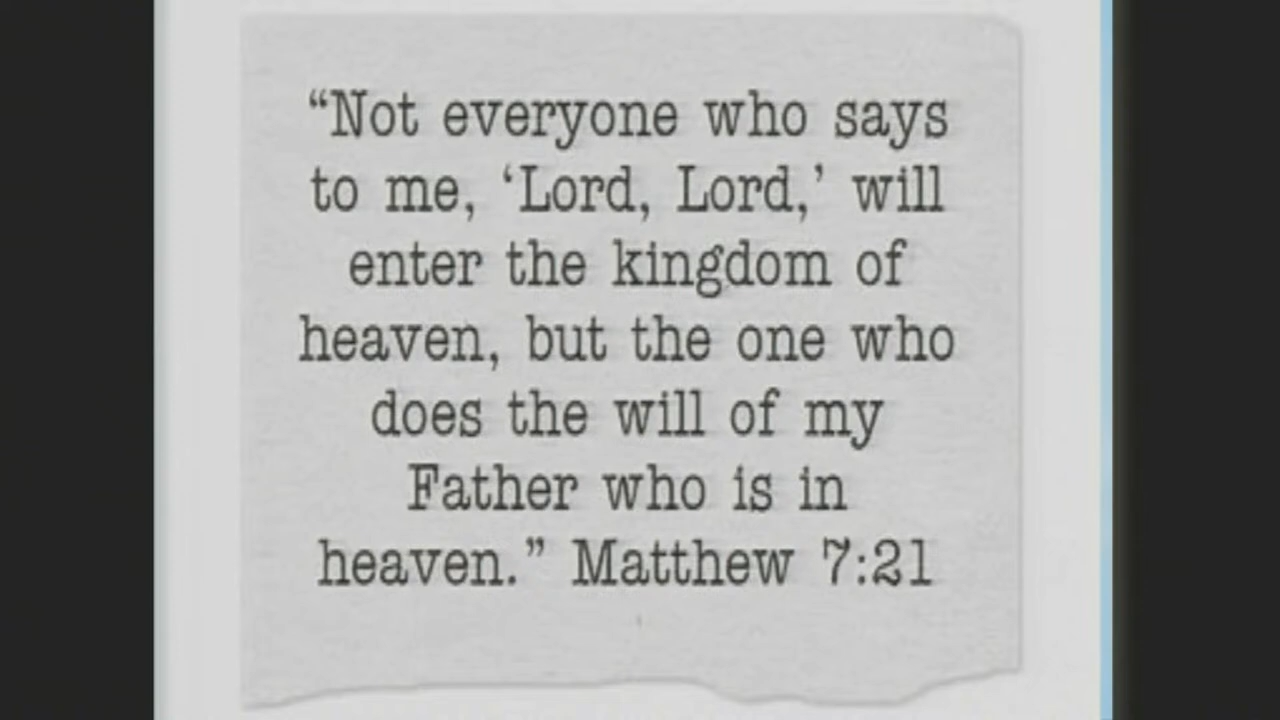 “Not everyone who says
to me, ‘Lord, Lord,’ will
enter the kingdom of
heaven, but the one who
does the will of my
Father who is in
heaven.” Matthew 7:21